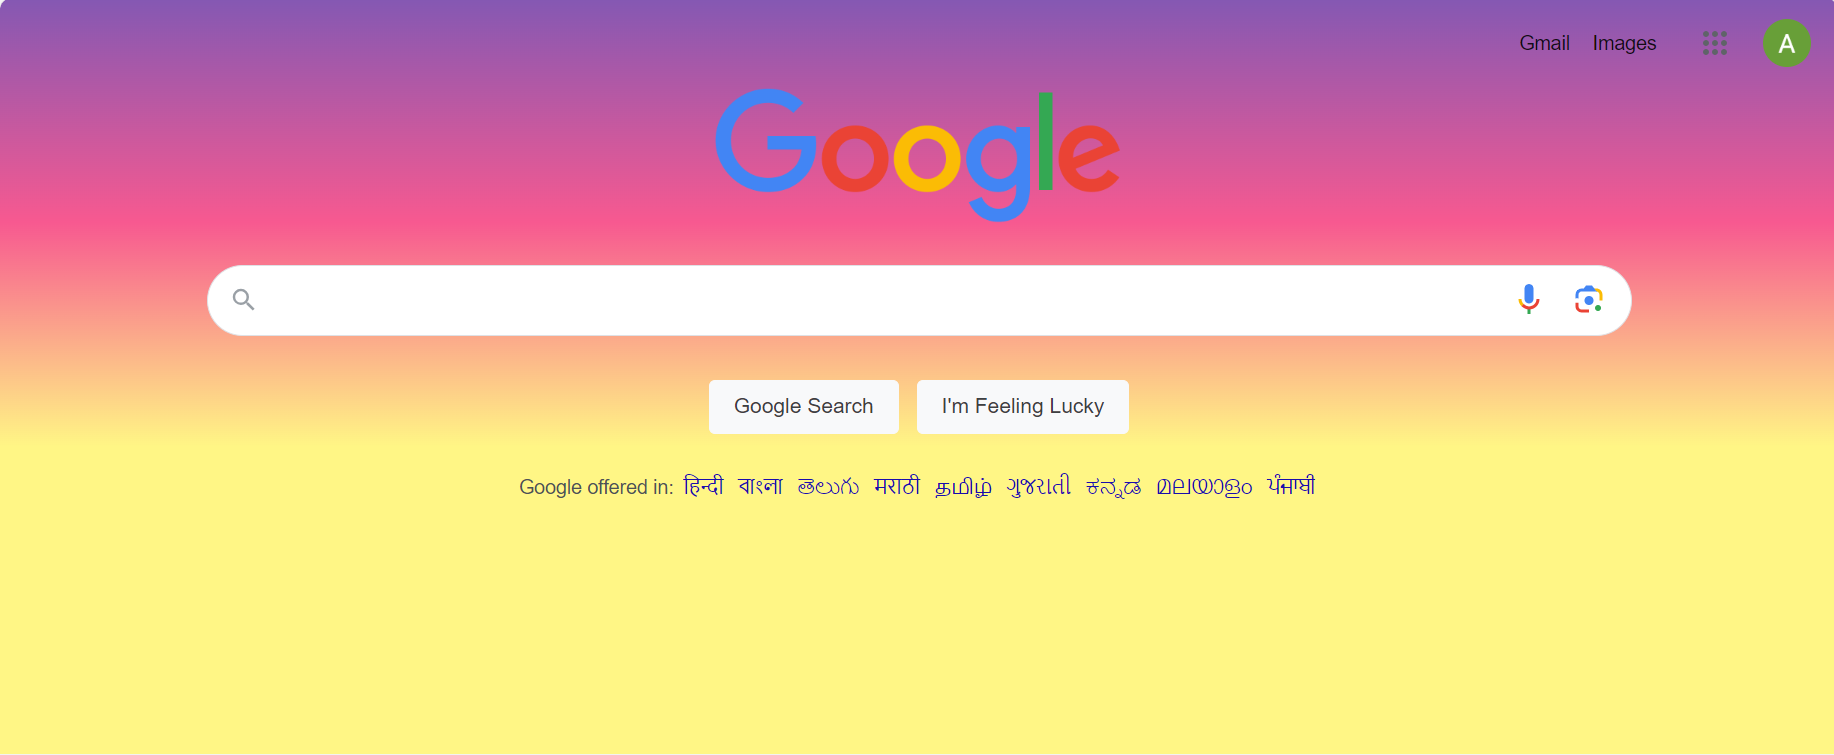 Gmail Images A
Google
Google Search I'm Feeling Lucky
Google offered in: हिन्दी বাংলা తెలుగు मराठी தமிழ் ગુજરાતી ಕನ್ನಡ മലയാളം ਪੰਜਾਬੀ